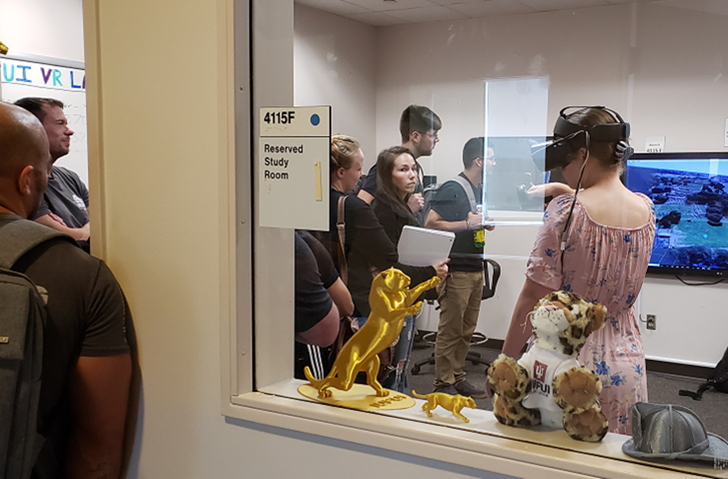 UI VR LA
4115F
Reserved
Study
Room
IUPUI